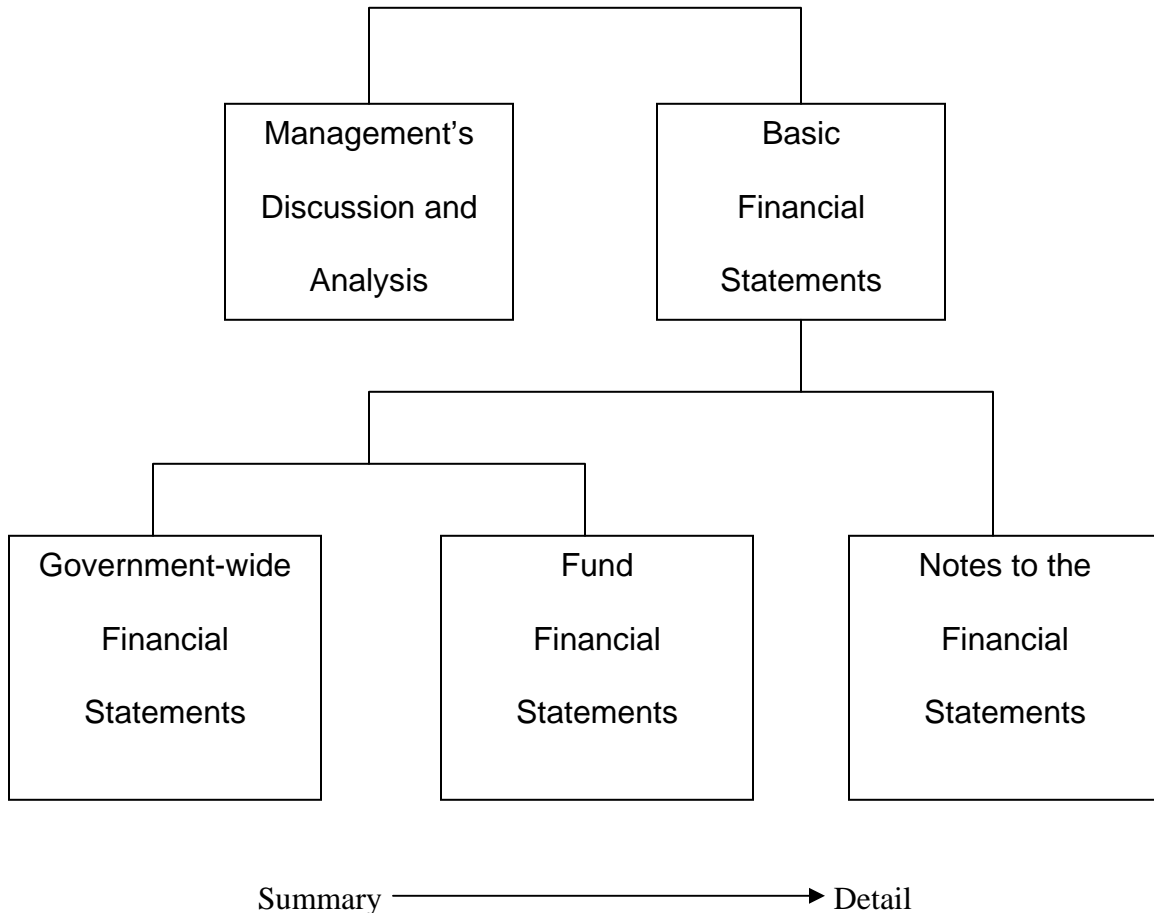 Management’s
Discussion and
Analysis
Basic
Financial
Statements
Government-wide
Financial
Statements
Fund
Financial
Statements
Notes to the
Financial
Statements
Summary
Detail